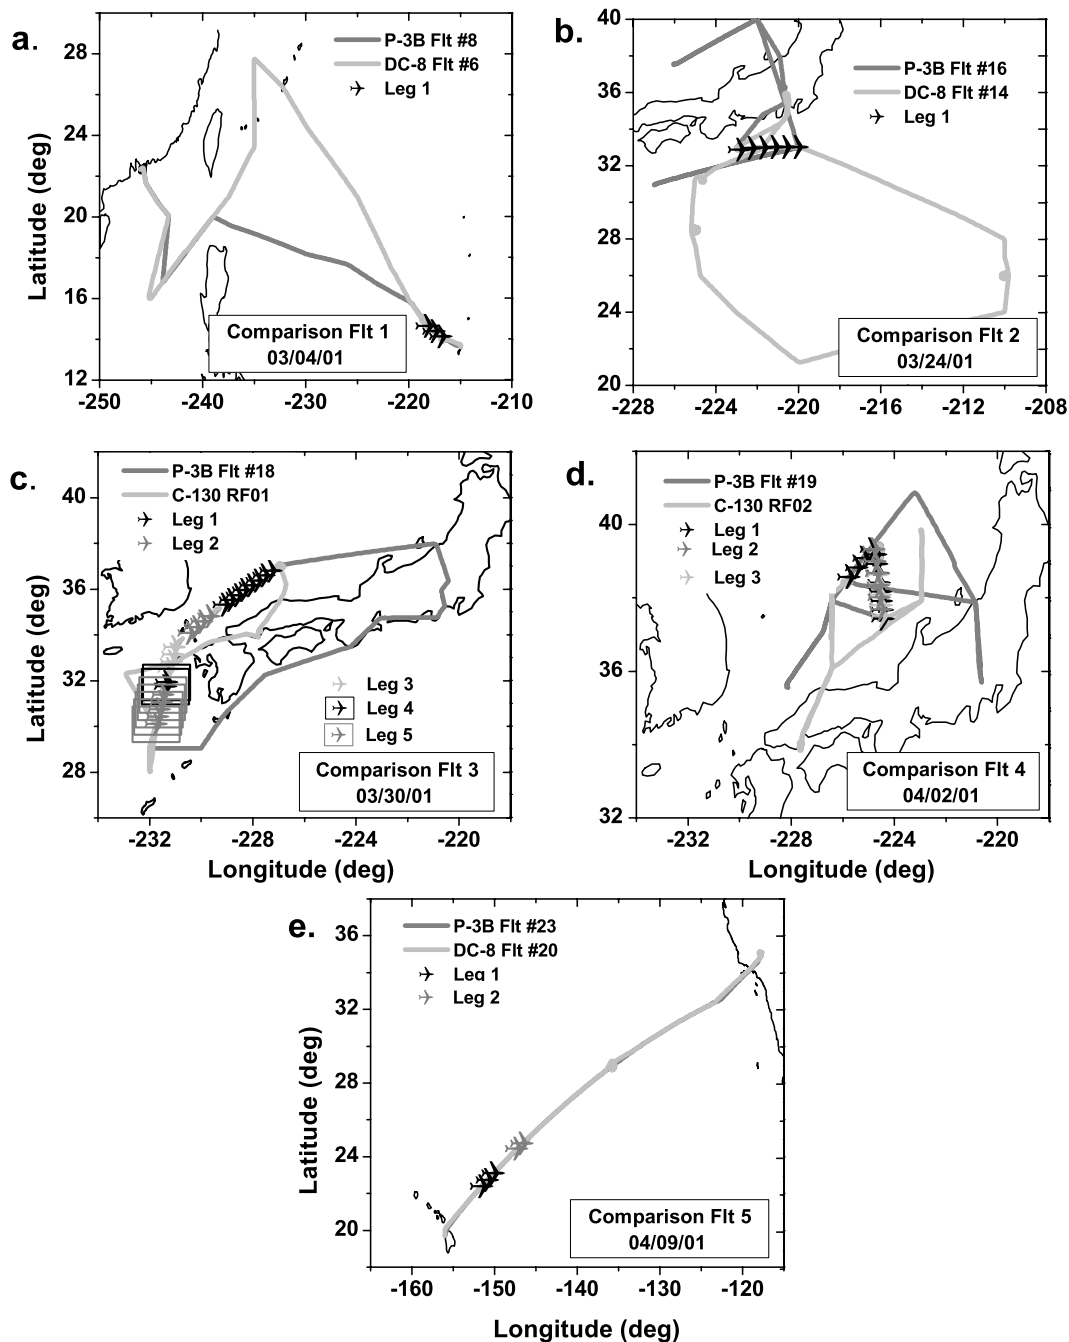 a.
P-3B Flt #8
DC-8 Flt #6
Leg 1
28
24
20
16
12
Latitude (deg)
-250
-240
-230
-220
-210
Comparison Flt 1
03/04/01
b.
P-3B Flt #16
DC-8 Flt #14
Leg 1
40
36
32
28
24
20
-228
-224
-220
-216
-212
-208
Comparison Flt 2
03/24/01
c.
P-3B Flt #18
C-130 RF01
Leg 1
Leg 2
40
36
32
28
Latitude (deg)
Leg 3
Leg 4
Leg 5
Comparison Flt 3
03/30/01
-232
-228
-224
-220
Longitude (deg)
d.
P-3B Flt #19
C-130 RF02
Leg 1
Leg 2
Leg 3
40
36
32
Comparison Flt 4
04/02/01
-232
-228
-224
-220
Longitude (deg)
e.
P-3B Flt #23
DC-8 Flt #20
Leg 1
Leg 2
36
32
28
24
20
Latitude (deg)
Comparison Flt 5
04/09/01
-160
-150
-140
-130
-120
Longitude (deg)